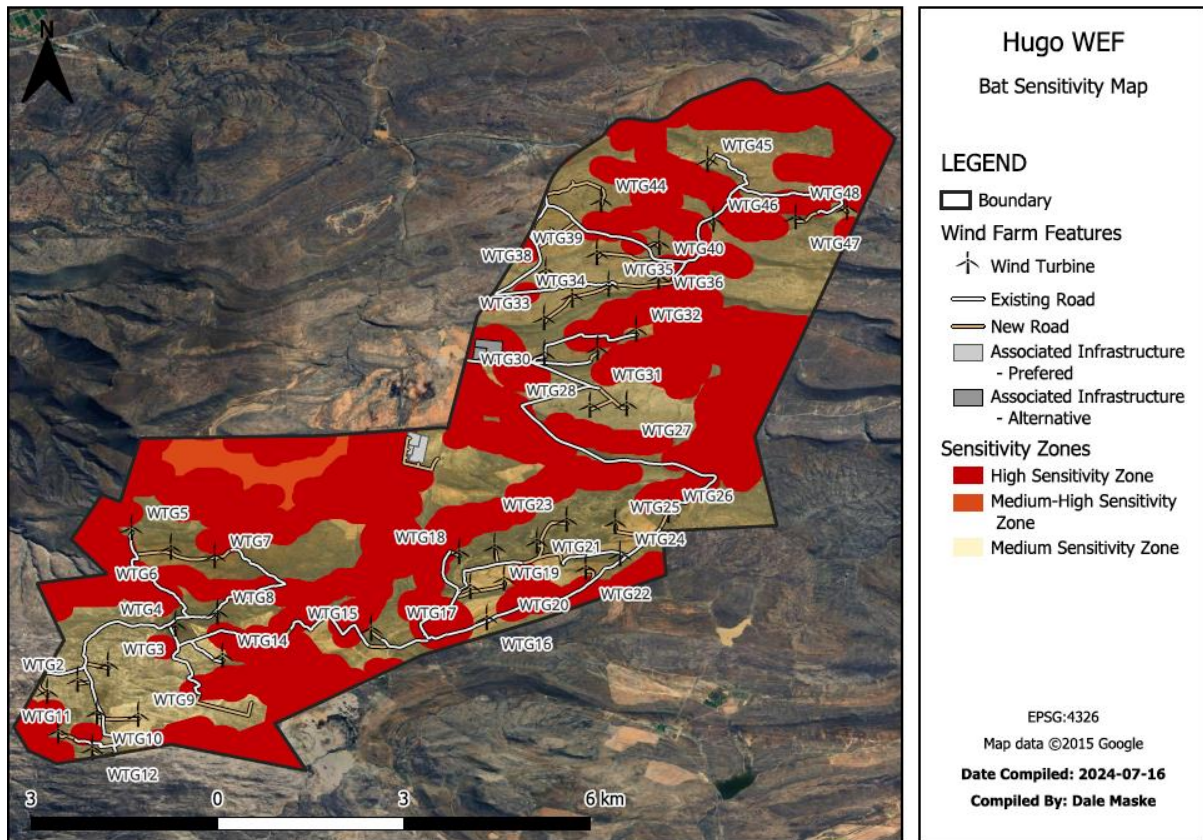 N
WTG45
WTG44
WTG48
WTG46
WTG47
WTG39
WTG40
WTG38
WTG35
WTG34
WTG36
WTG33
WTG32
WTG30
WTG31
WTG28
WTG27
WTG26
WTG23
WTG25
WTG5
WTG7
WTG18
WTG24
WTG21
WTG6
WTG19
WTG8
WTG22
WTG4
WTG15
WTG17
WTG20
WTG14
WTG16
WTG3
WTG2
WTG9
WTG11
WTG10
WTG12
3
0
3
6 km
Hugo WEF
Bat Sensitivity Map
LEGEND
Boundary
Wind Farm Features
Wind Turbine
Existing Road
New Road
Associated Infrastructure
- Prefered
Associated Infrastructure
- Alternative
Sensitivity Zones
High Sensitivity Zone
Medium-High Sensitivity
Zone
Medium Sensitivity Zone
EPSG:4326
Map data ©2015 Google
Date Compiled: 2024-07-16
Compiled By: Dale Maske